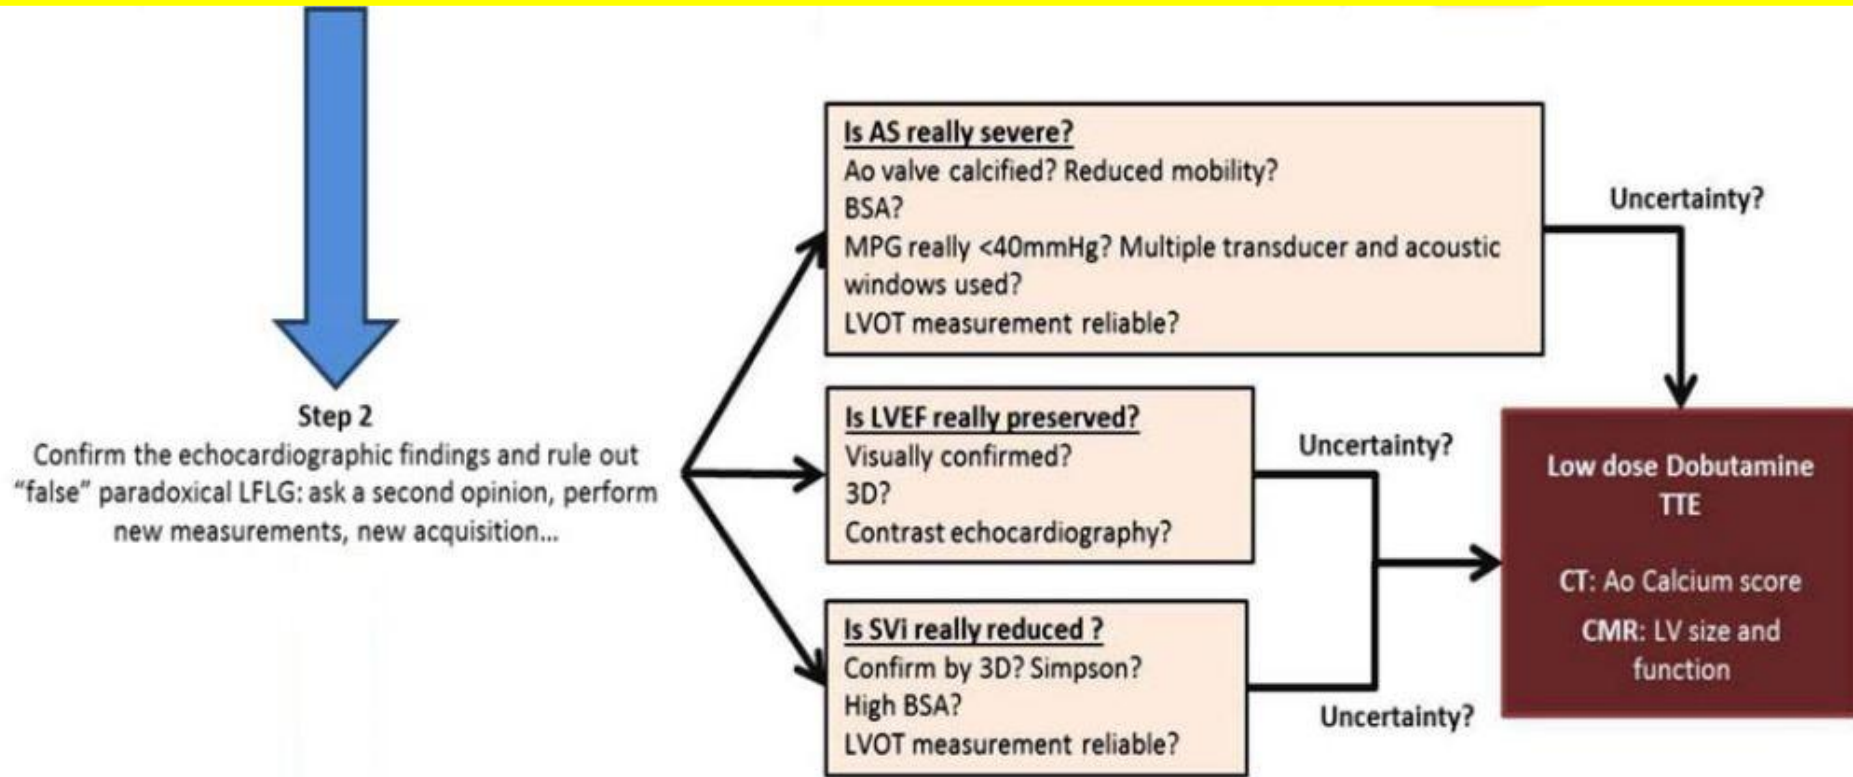 Step 2
Confirm the echocardiographic findings and rule out
“false” paradoxical LFLG: ask a second opinion, perform
new measurements, new acquisition...
Is AS really severe?
Ao valve calcified? Reduced mobility?
BSA?
MPG really <40mmHg? Multiple transducer and acoustic
windows used?
LVOT measurement reliable?
Uncertainty?
Is LVEF really preserved?
Visually confirmed?
3D?
Contrast echocardiography?
Uncertainty?
Is SVi really reduced ?
Confirm by 3D? Simpson?
High BSA?
LVOT measurement reliable?
Uncertainty?
Low dose Dobutamine
TTE
CT: Ao Calcium score
CMR: LV size and
function